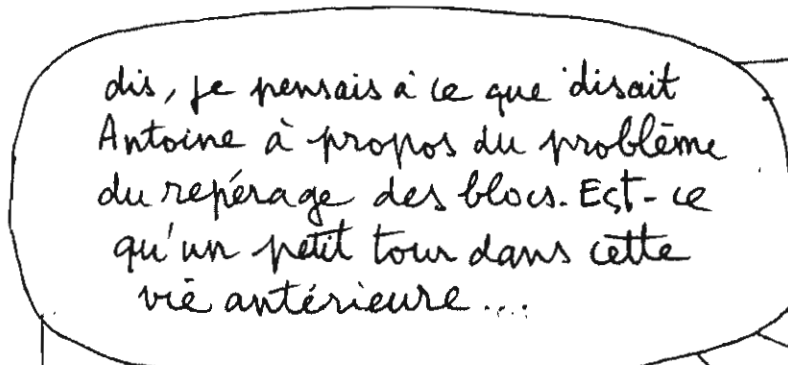 dis, je pensais à ce que disait
Antoine à propos du problème
du repérage des blocs. Est-ce
qu'un petit tour dans cette
vie antérieure...